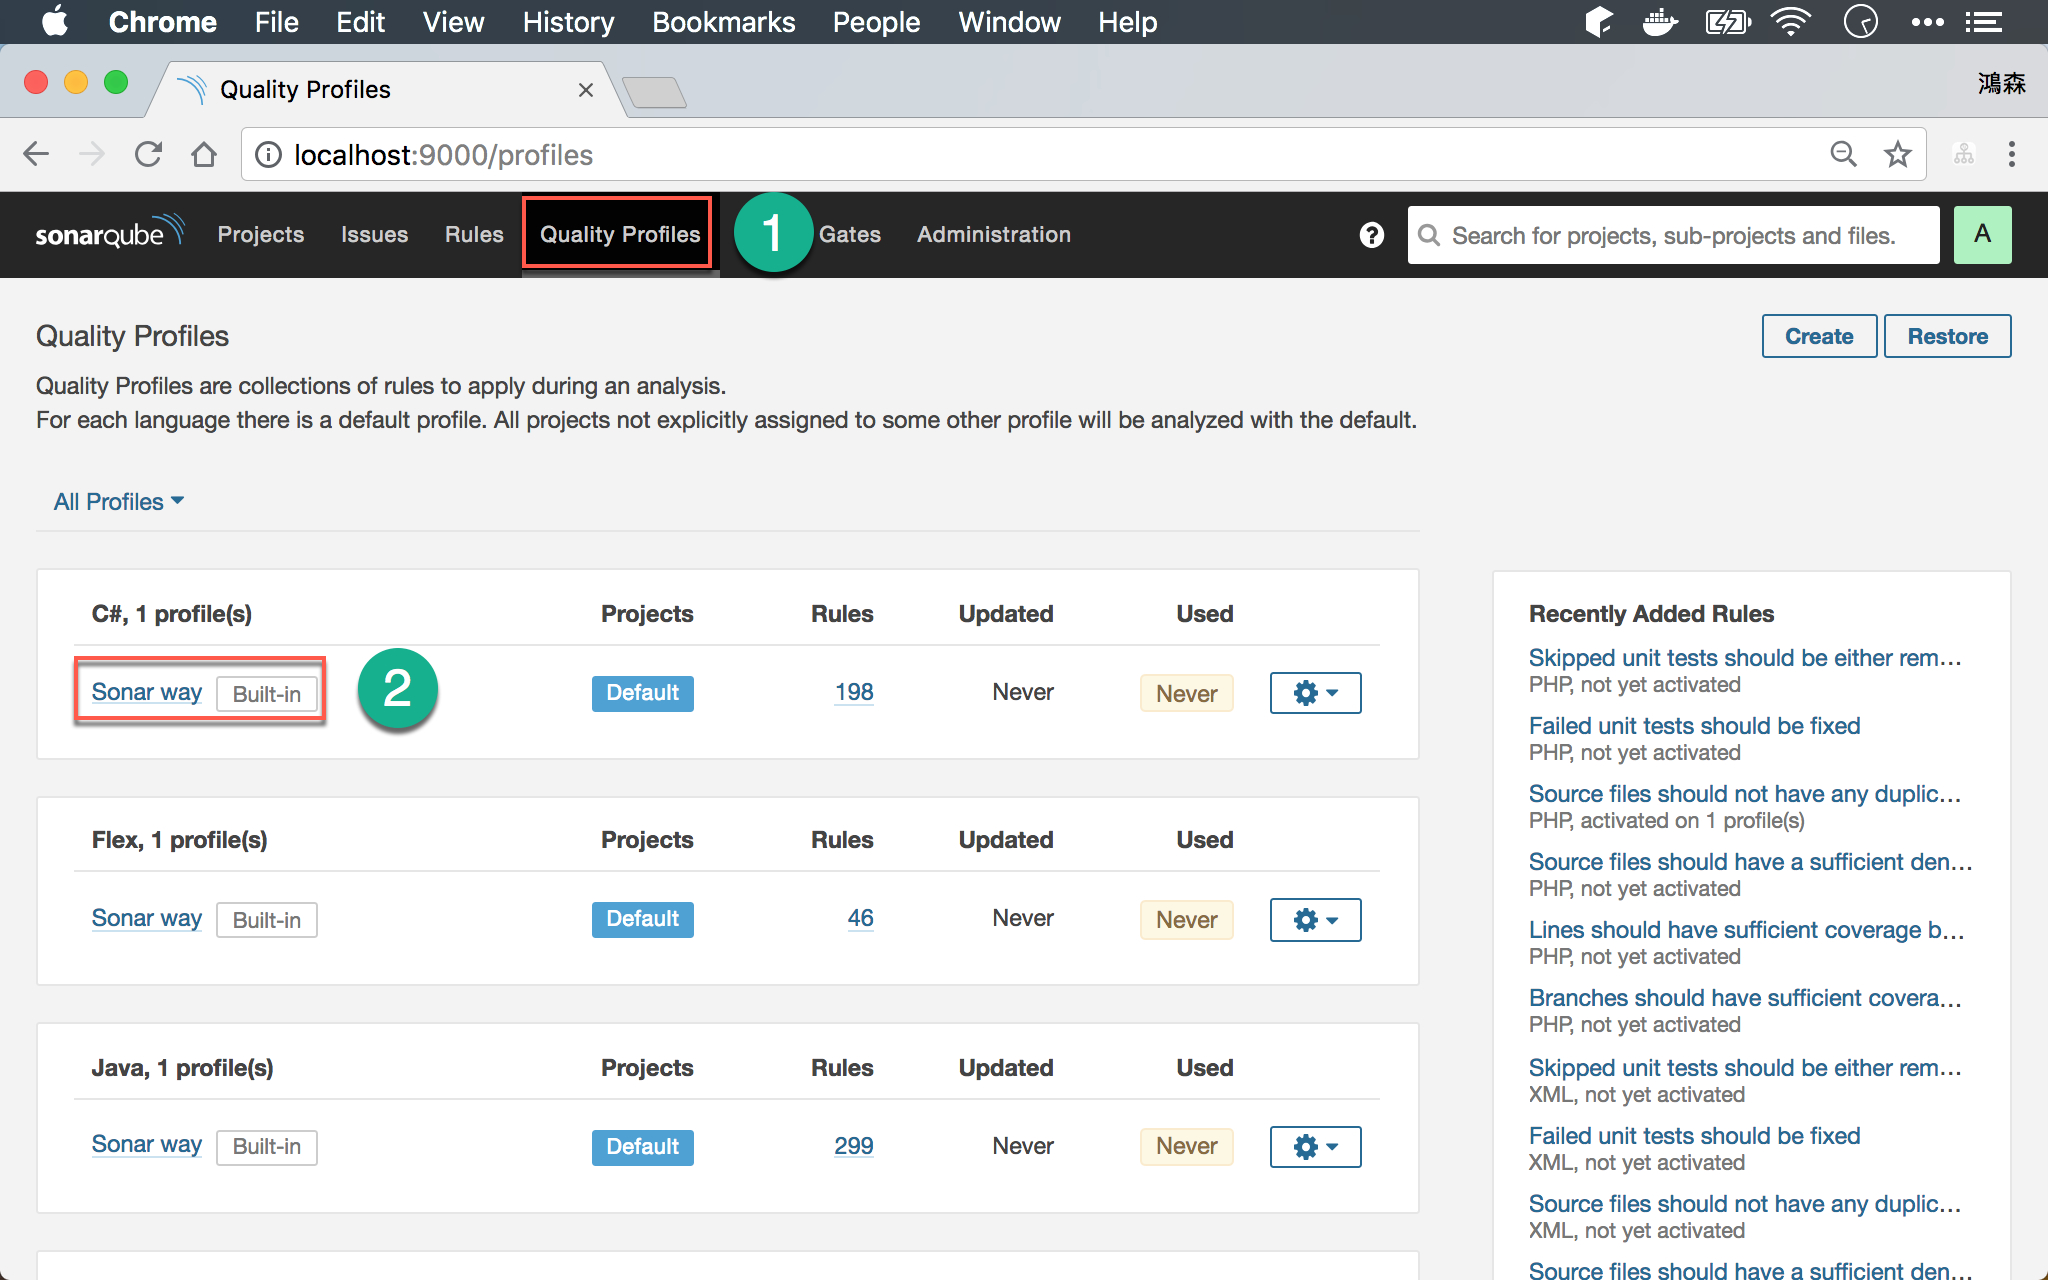 Chrome File Edit View History Bookmarks People Window Help
Quality Profiles
鴻森
localhost:9000/profiles
sonarqube Projects Issues Rules Quality Profiles 1 Gates Administration ? Search for projects, sub-projects and files. A
Quality Profiles
Create Restore
Quality Profiles are collections of rules to apply during an analysis.
For each language there is a default profile. All projects not explicitly assigned to some other profile will be analyzed with the default.
All Profiles
C#, 1 profile(s) Projects Rules Updated Used
Sonar way Built-in 2 Default 198 Never Never
Flex, 1 profile(s) Projects Rules Updated Used
Sonar way Built-in Default 46 Never Never
Java, 1 profile(s) Projects Rules Updated Used
Sonar way Built-in Default 299 Never Never
Recently Added Rules
Skipped unit tests should be either rem...
PHP, not yet activated
Failed unit tests should be fixed
PHP, not yet activated
Source files should not have any duplic...
PHP, activated on 1 profile(s)
Source files should have a sufficient den...
PHP, not yet activated
Lines should have sufficient coverage b...
PHP, not yet activated
Branches should have sufficient covera...
PHP, not yet activated
Skipped unit tests should be either rem...
XML, not yet activated
Failed unit tests should be fixed
XML, not yet activated
Source files should not have any duplic...
XML, not yet activated
Source files should have a sufficient den...